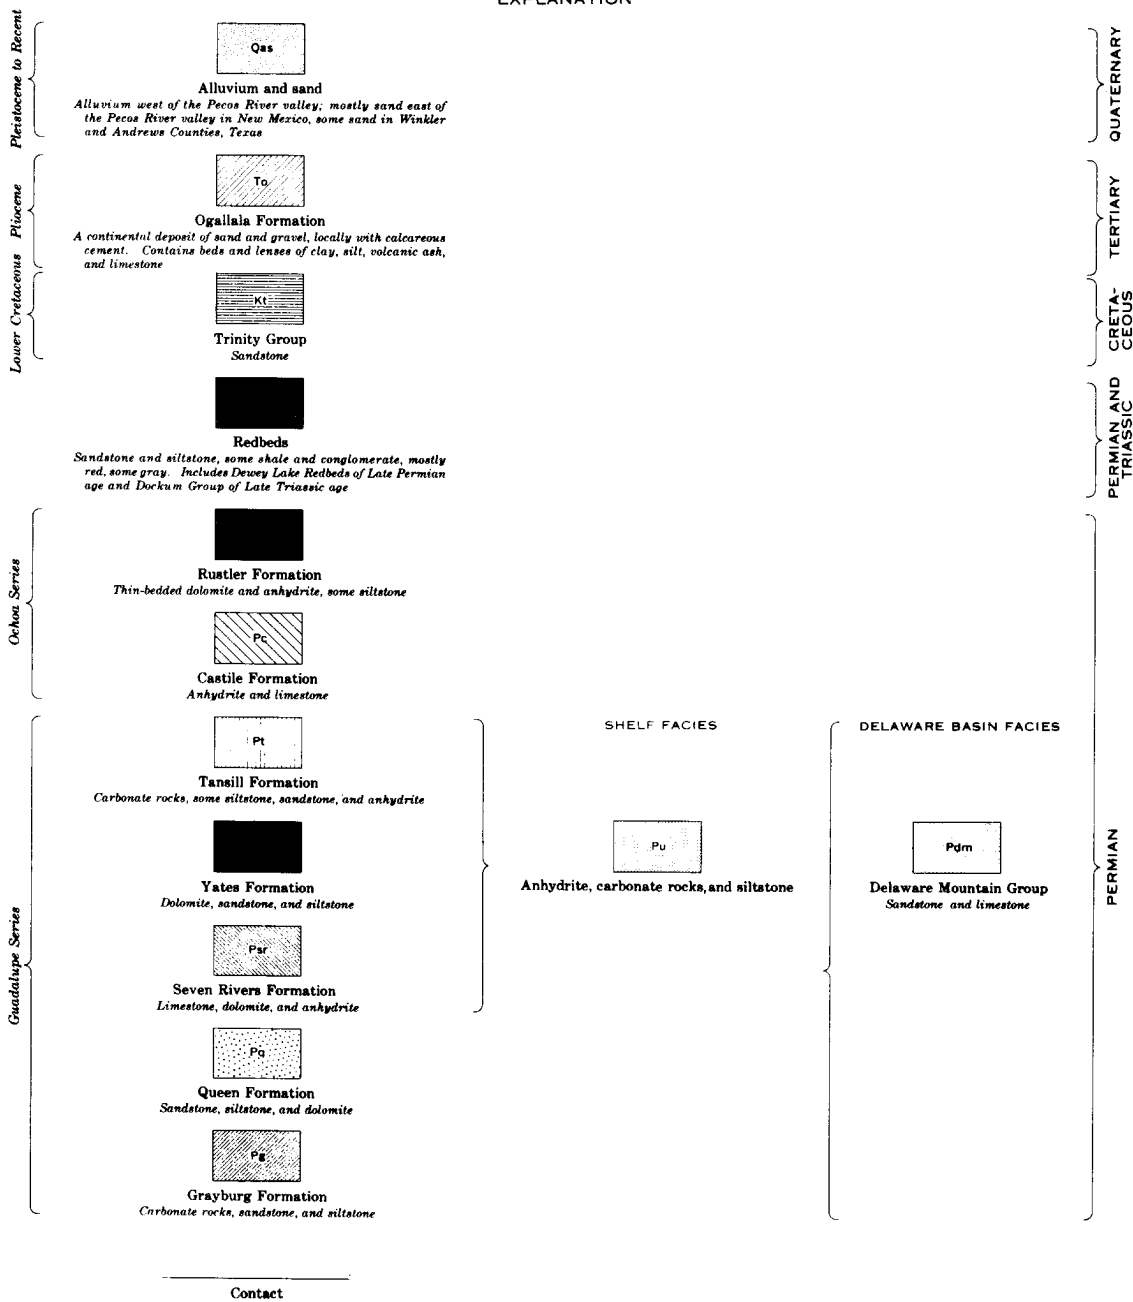 EXPLANATION
Pleistocene to Recent
Qas
Alluvium and sand
Alluvium west of the Pecos River valley; mostly sand east of
the Pecos River valley in New Mexico, some sand in Winkler
and Andrews Counties, Texas
QUATERNARY
Pliocene
To
Ogallala Formation
A continental deposit of sand and gravel, locally with calcareous
cement. Contains beds and lenses of clay, silt, volcanic ash,
and limestone
TERTIARY
Lower Cretaceous
Kt
Trinity Group
Sandstone
CRETA-
CEOUS
Redbeds
Sandstone and siltstone, some shale and conglomerate, mostly
red, some gray. Includes Dewey Lake Redbeds of Late Permian
age and Dockum Group of Late Triassic age
PERMIAN AND
TRIASSIC
Ochoa Series
Rustler Formation
Thin-bedded dolomite and anhydrite, some siltstone
Pc
Castile Formation
Anhydrite and limestone
Guadalupe Series
Pt
Tansill Formation
Carbonate rocks, some siltstone, sandstone, and anhydrite
Yates Formation
Dolomite, sandstone, and siltstone
Psr
Seven Rivers Formation
Limestone, dolomite, and anhydrite
Pq
Queen Formation
Sandstone, siltstone, and dolomite
Pg
Grayburg Formation
Carbonate rocks, sandstone, and siltstone
SHELF FACIES
Pu
Anhydrite, carbonate rocks, and siltstone
DELAWARE BASIN FACIES
Pdm
Delaware Mountain Group
Sandstone and limestone
PERMIAN
Contact